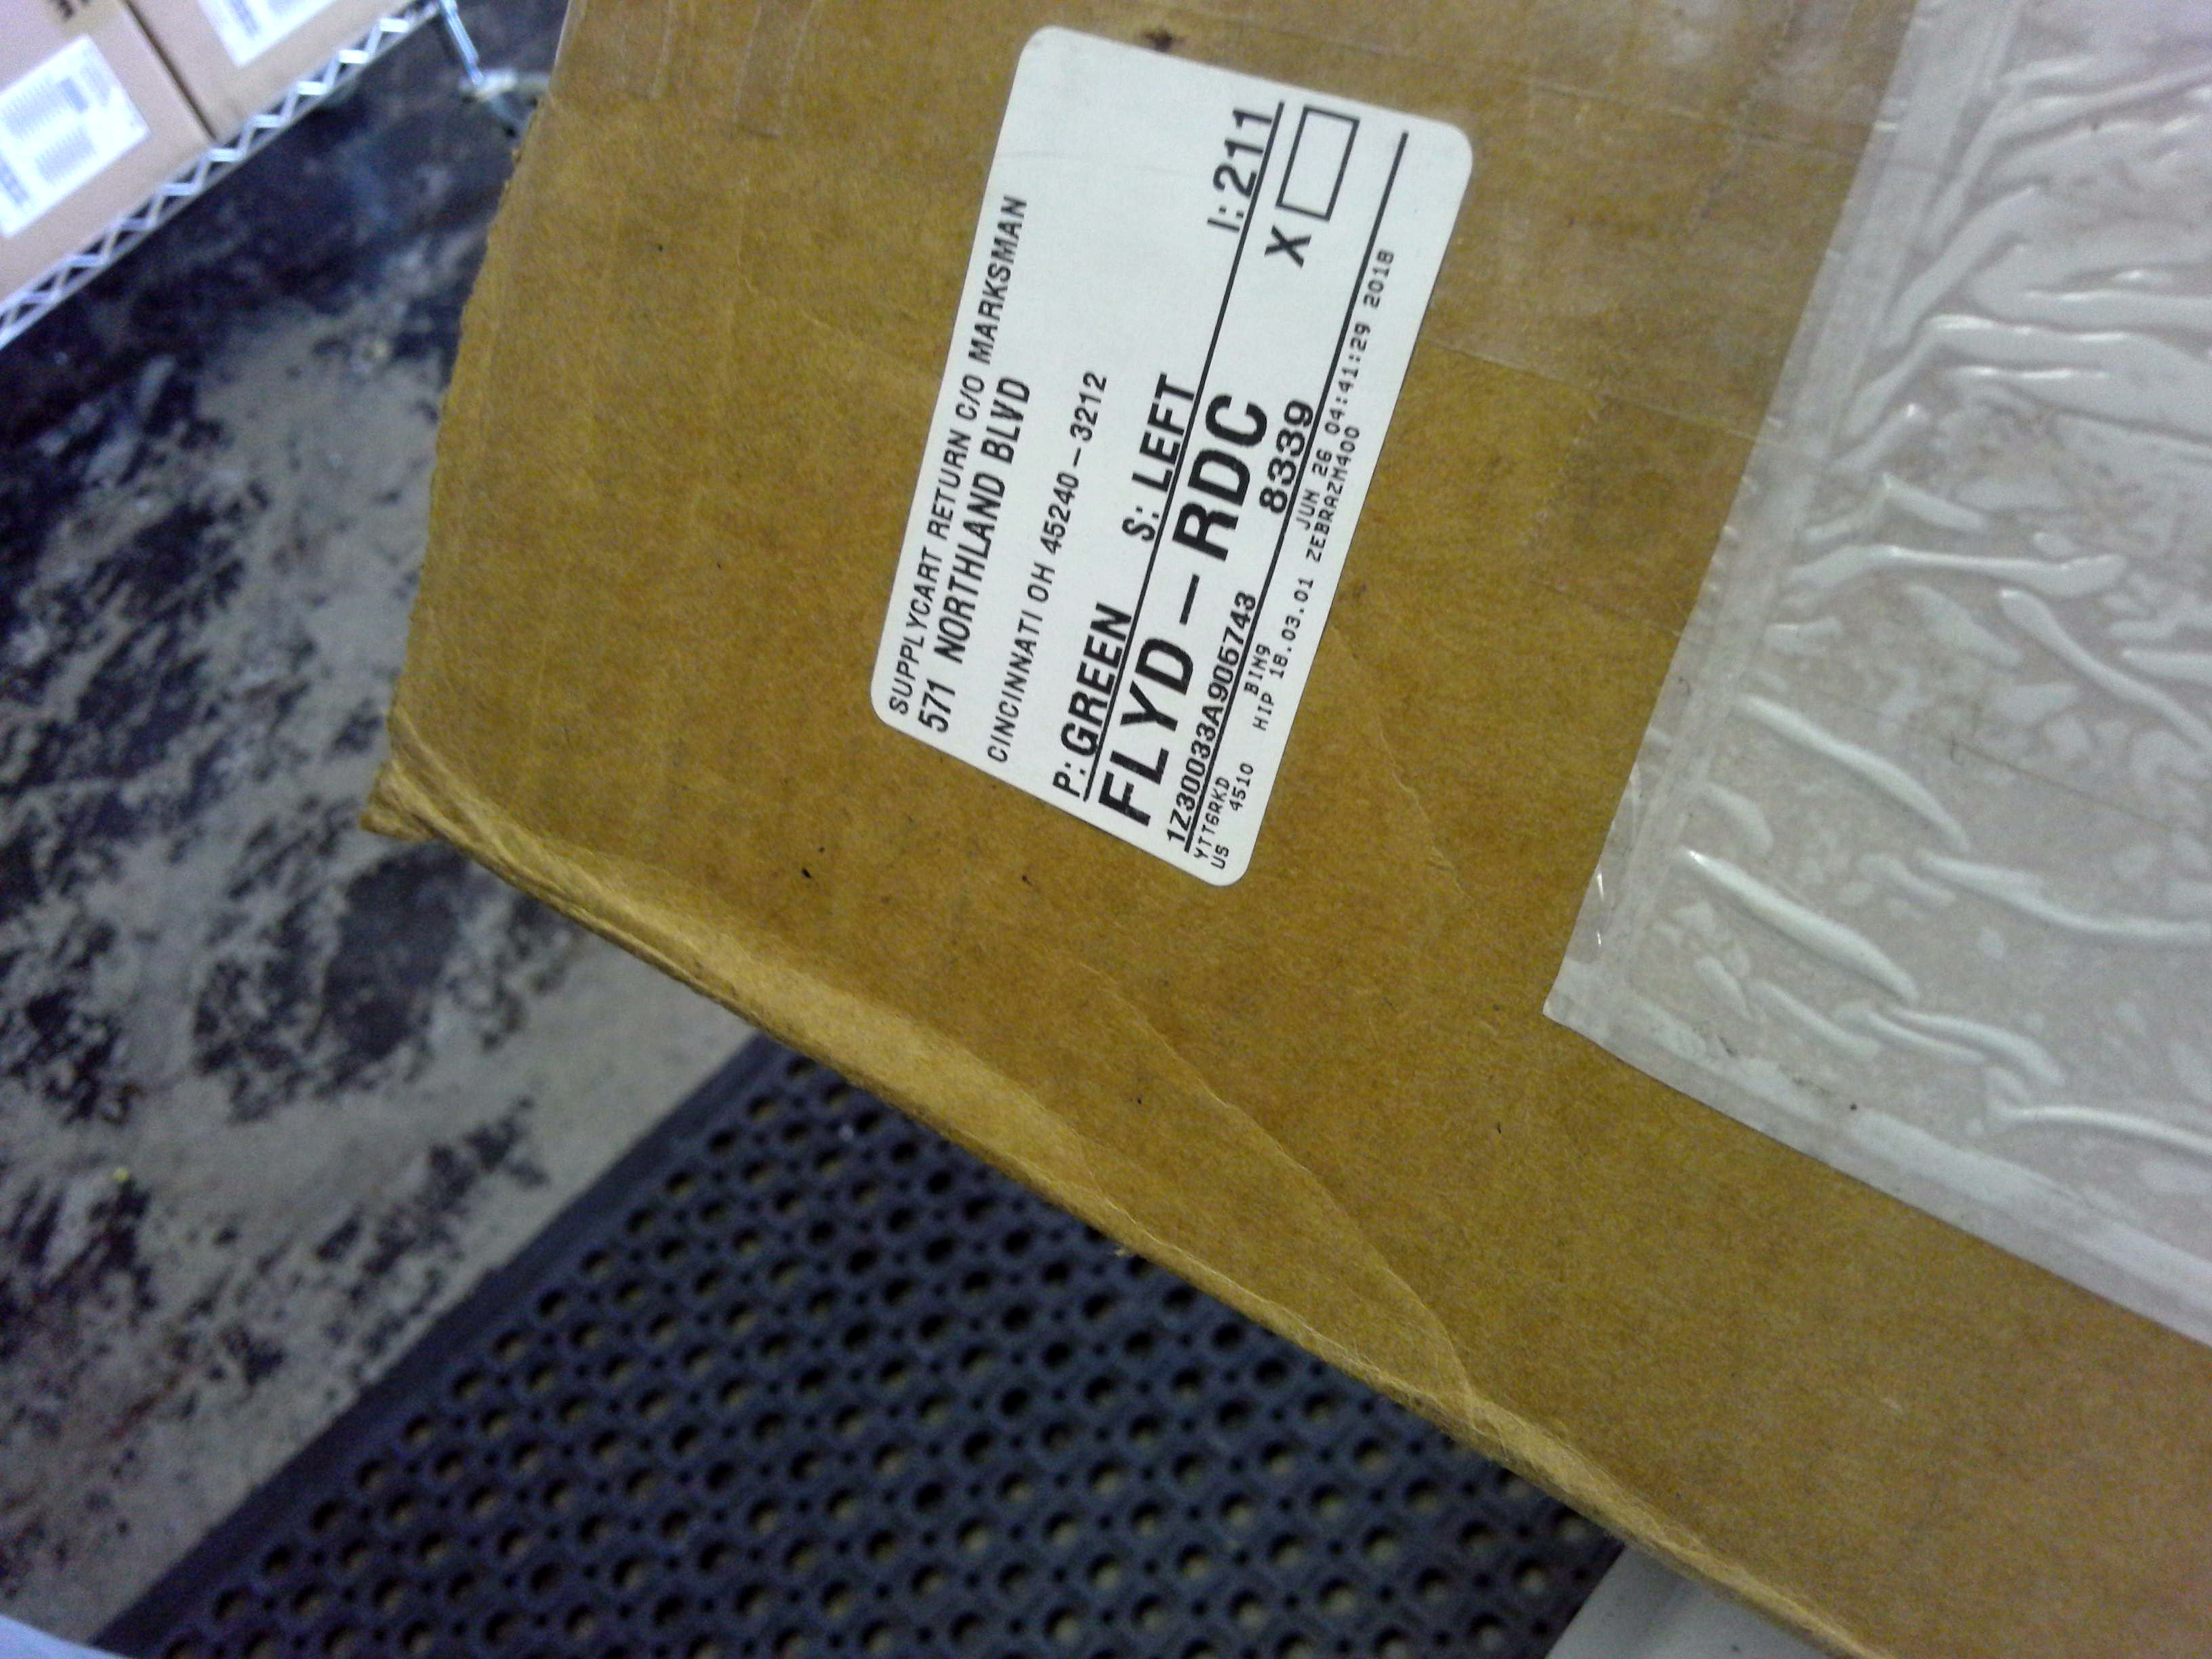 SUPPLYCART RETURN C/O MARKSMAN
571 NORTHLAND BLVD
CINCINNATI OH 45240-3212
P: GREEN S: LEFT I: 211
FLYD-RDC X
1Z30033A906743 8339
YTT6RKD BIM9 JUN 26 04:41:29 2018
US 4510 HIP 18.03.01 ZEBRAZM400